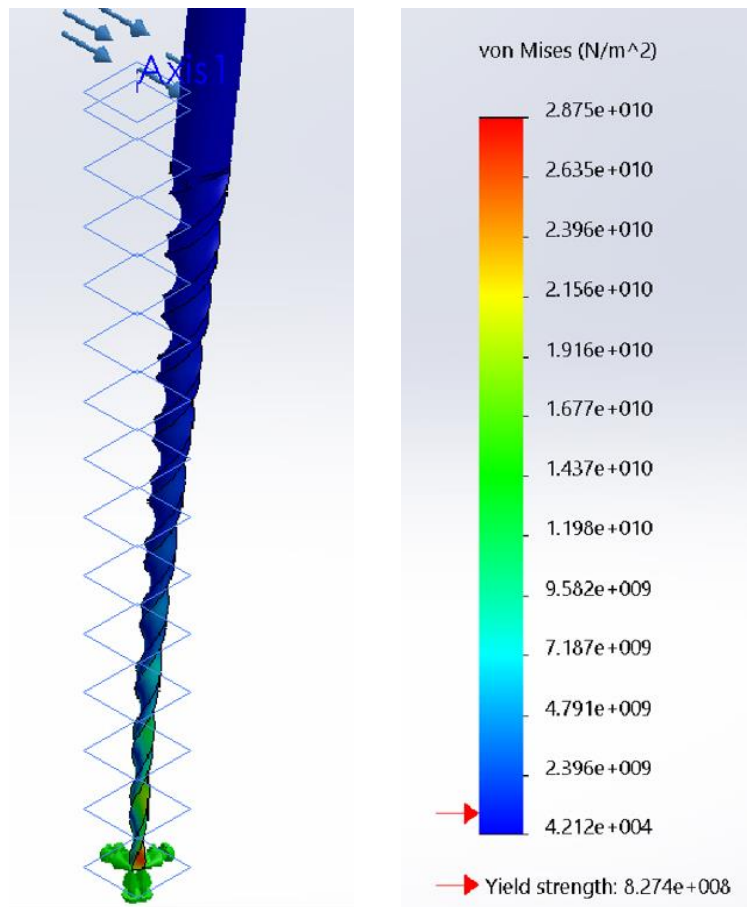 Axis1
von Mises (N/m^2)
2.875e+010
2.635e+010
2.396e+010
2.156e+010
1.916e+010
1.677e+010
1.437e+010
1.198e+010
9.582e+009
7.187e+009
4.791e+009
2.396e+009
4.212e+004
Yield strength: 8.274e+008